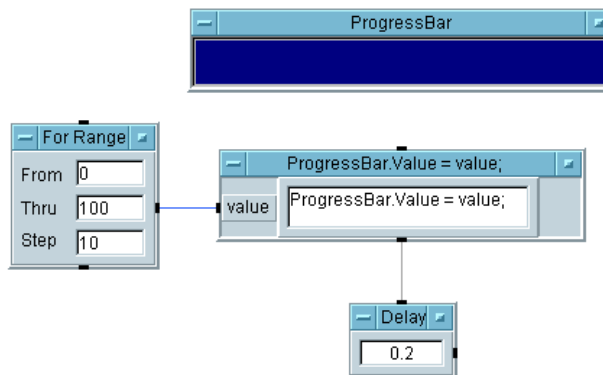 ProgressBar
For Range
From 0
Thru 100
Step 10
ProgressBar.Value = value;
value
ProgressBar.Value = value;
Delay
0.2